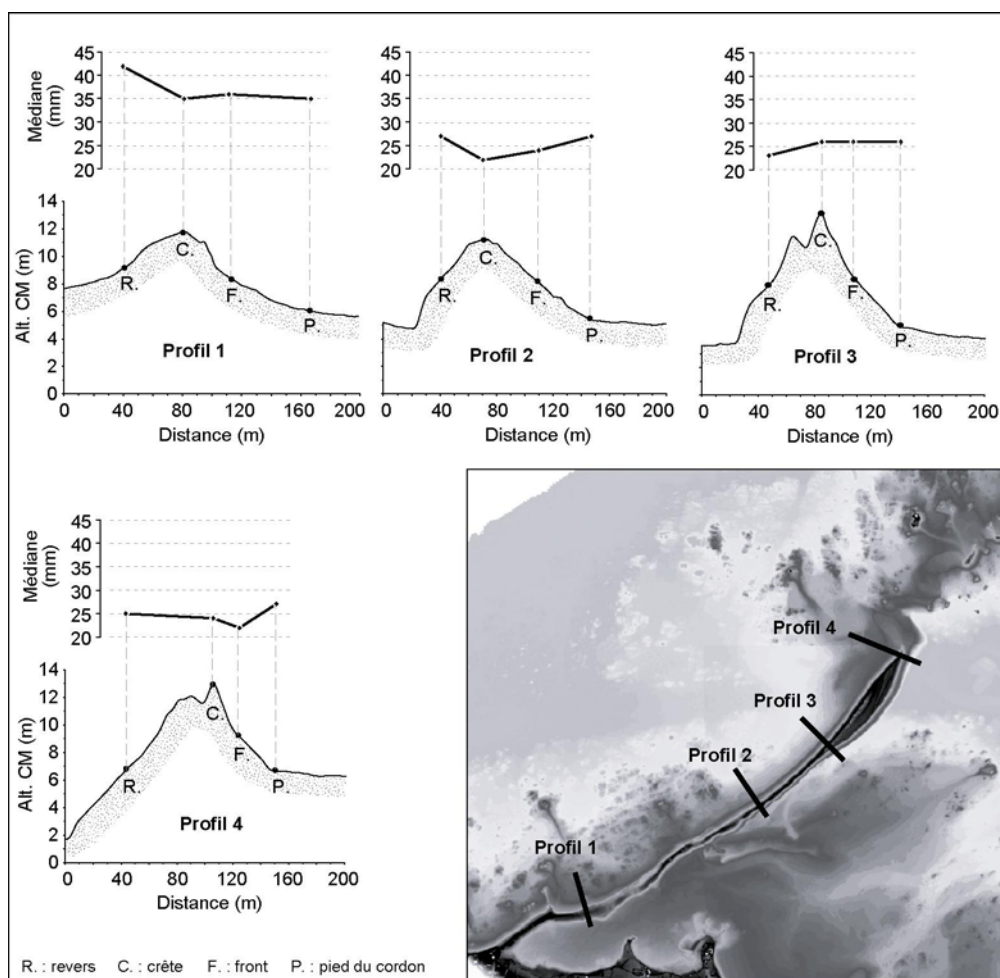 Médiane
(mm)
45
40
35
30
25
20
Alt. CM (m)
14
12
10
8
6
4
2
0
R.
C.
F.
P.
Profil 1
0 40 80 120 160 200
Distance (m)
45
40
35
30
25
20
R.
C.
F.
P.
Profil 2
0 40 80 120 160 200
Distance (m)
45
40
35
30
25
20
R.
C.
F.
P.
Profil 3
0 40 80 120 160 200
Distance (m)
Médiane
(mm)
45
40
35
30
25
20
Alt. CM (m)
14
12
10
8
6
4
2
0
R.
C.
F.
P.
Profil 4
0 40 80 120 160 200
Distance (m)
Profil 4
Profil 3
Profil 2
Profil 1
R. : revers C. : crête F. : front P. : pied du cordon